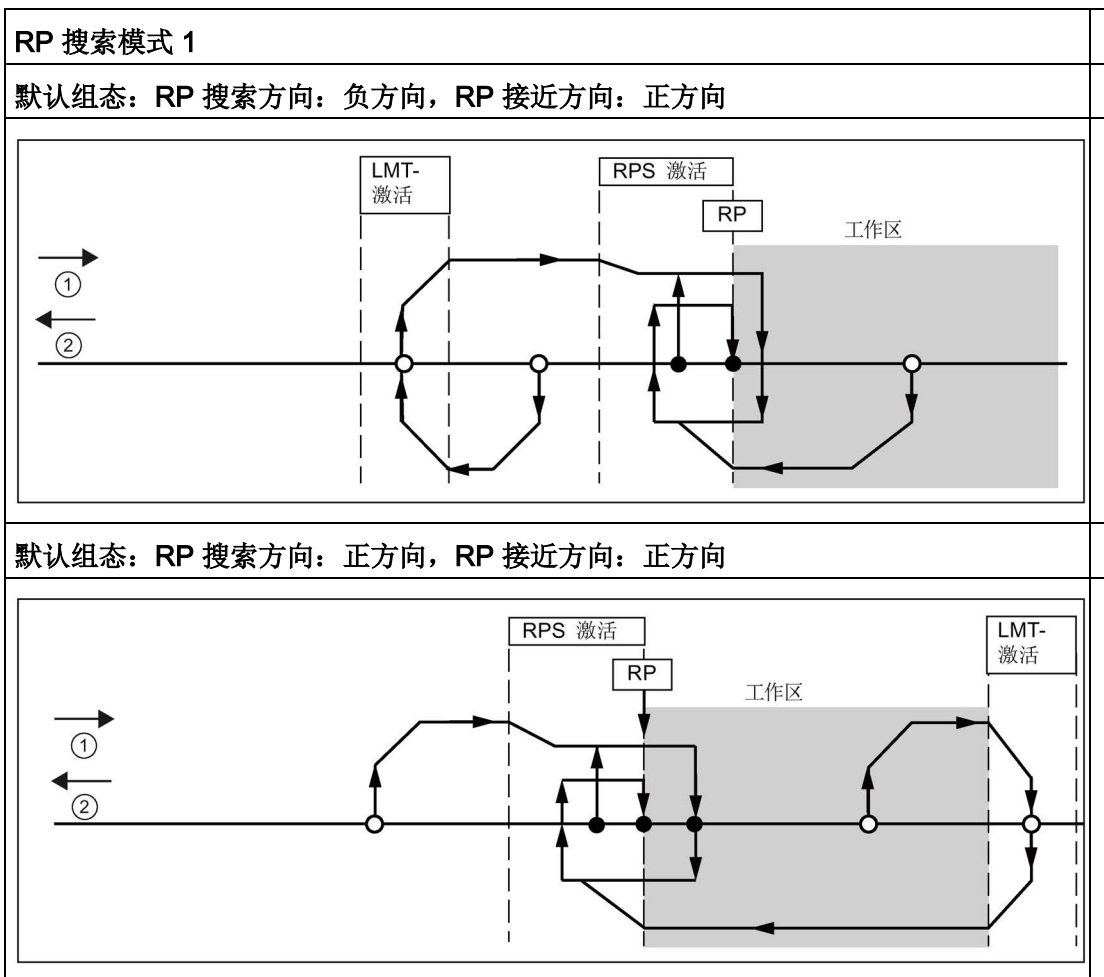 RP 搜索模式 1
默认组态：RP 搜索方向：负方向，RP 接近方向：正方向
LMT-
激活
RPS 激活
RP
工作区
①
②
默认组态：RP 搜索方向：正方向，RP 接近方向：正方向
RPS 激活
LMT-
激活
RP
工作区
①
②